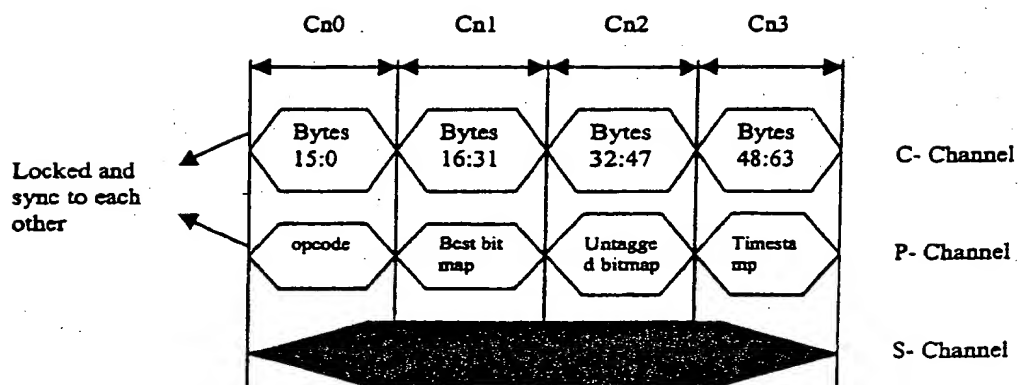 Cn0 Cn1 Cn2 Cn3
Bytes 15:0
Bytes 16:31
Bytes 32:47
Bytes 48:63
C- Channel
Locked and
sync to each
other
opcode
Best bit
map
Untagge
d bitmap
Timesta
mp
P- Channel
S- Channel